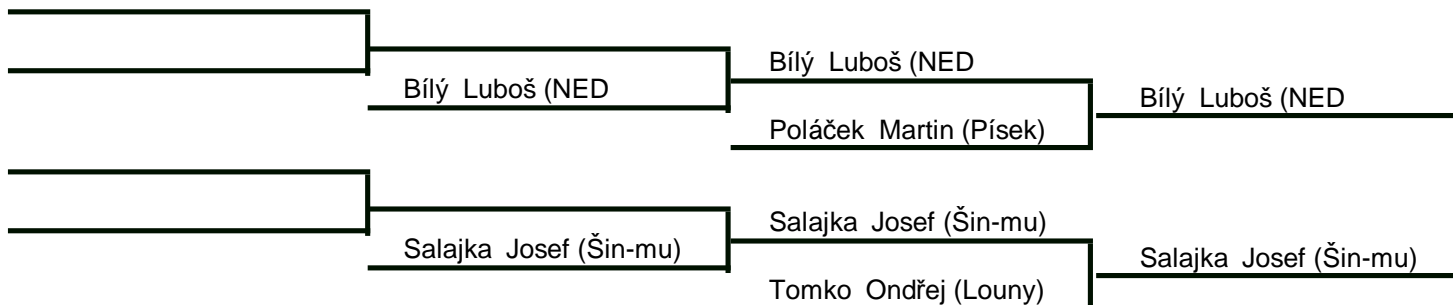 Bílý Luboš (NED
Bílý Luboš (NED
Poláček Martin (Písek)
Bílý Luboš (NED
Salajka Josef (Šin-mu)
Salajka Josef (Šin-mu)
Tomko Ondřej (Louny)
Salajka Josef (Šin-mu)